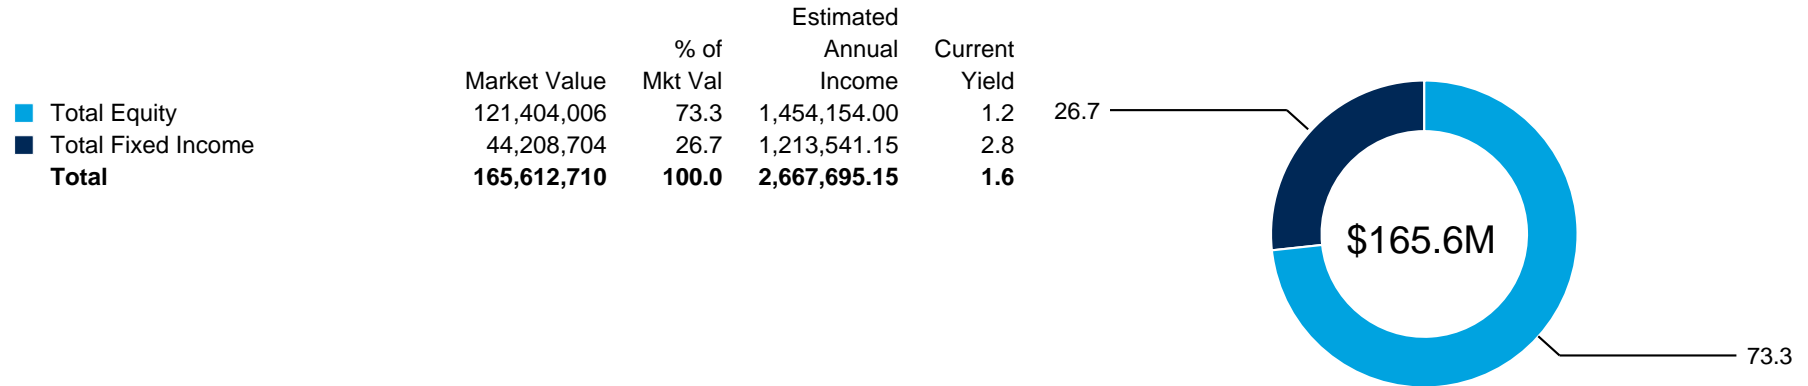 Estimated
% of Annual Current
Market Value Mkt Val Income Yield
Total Equity 121,404,006 73.3 1,454,154.00 1.2
Total Fixed Income 44,208,704 26.7 1,213,541.15 2.8
Total 165,612,710 100.0 2,667,695.15 1.6
26.7
$165.6M
73.3